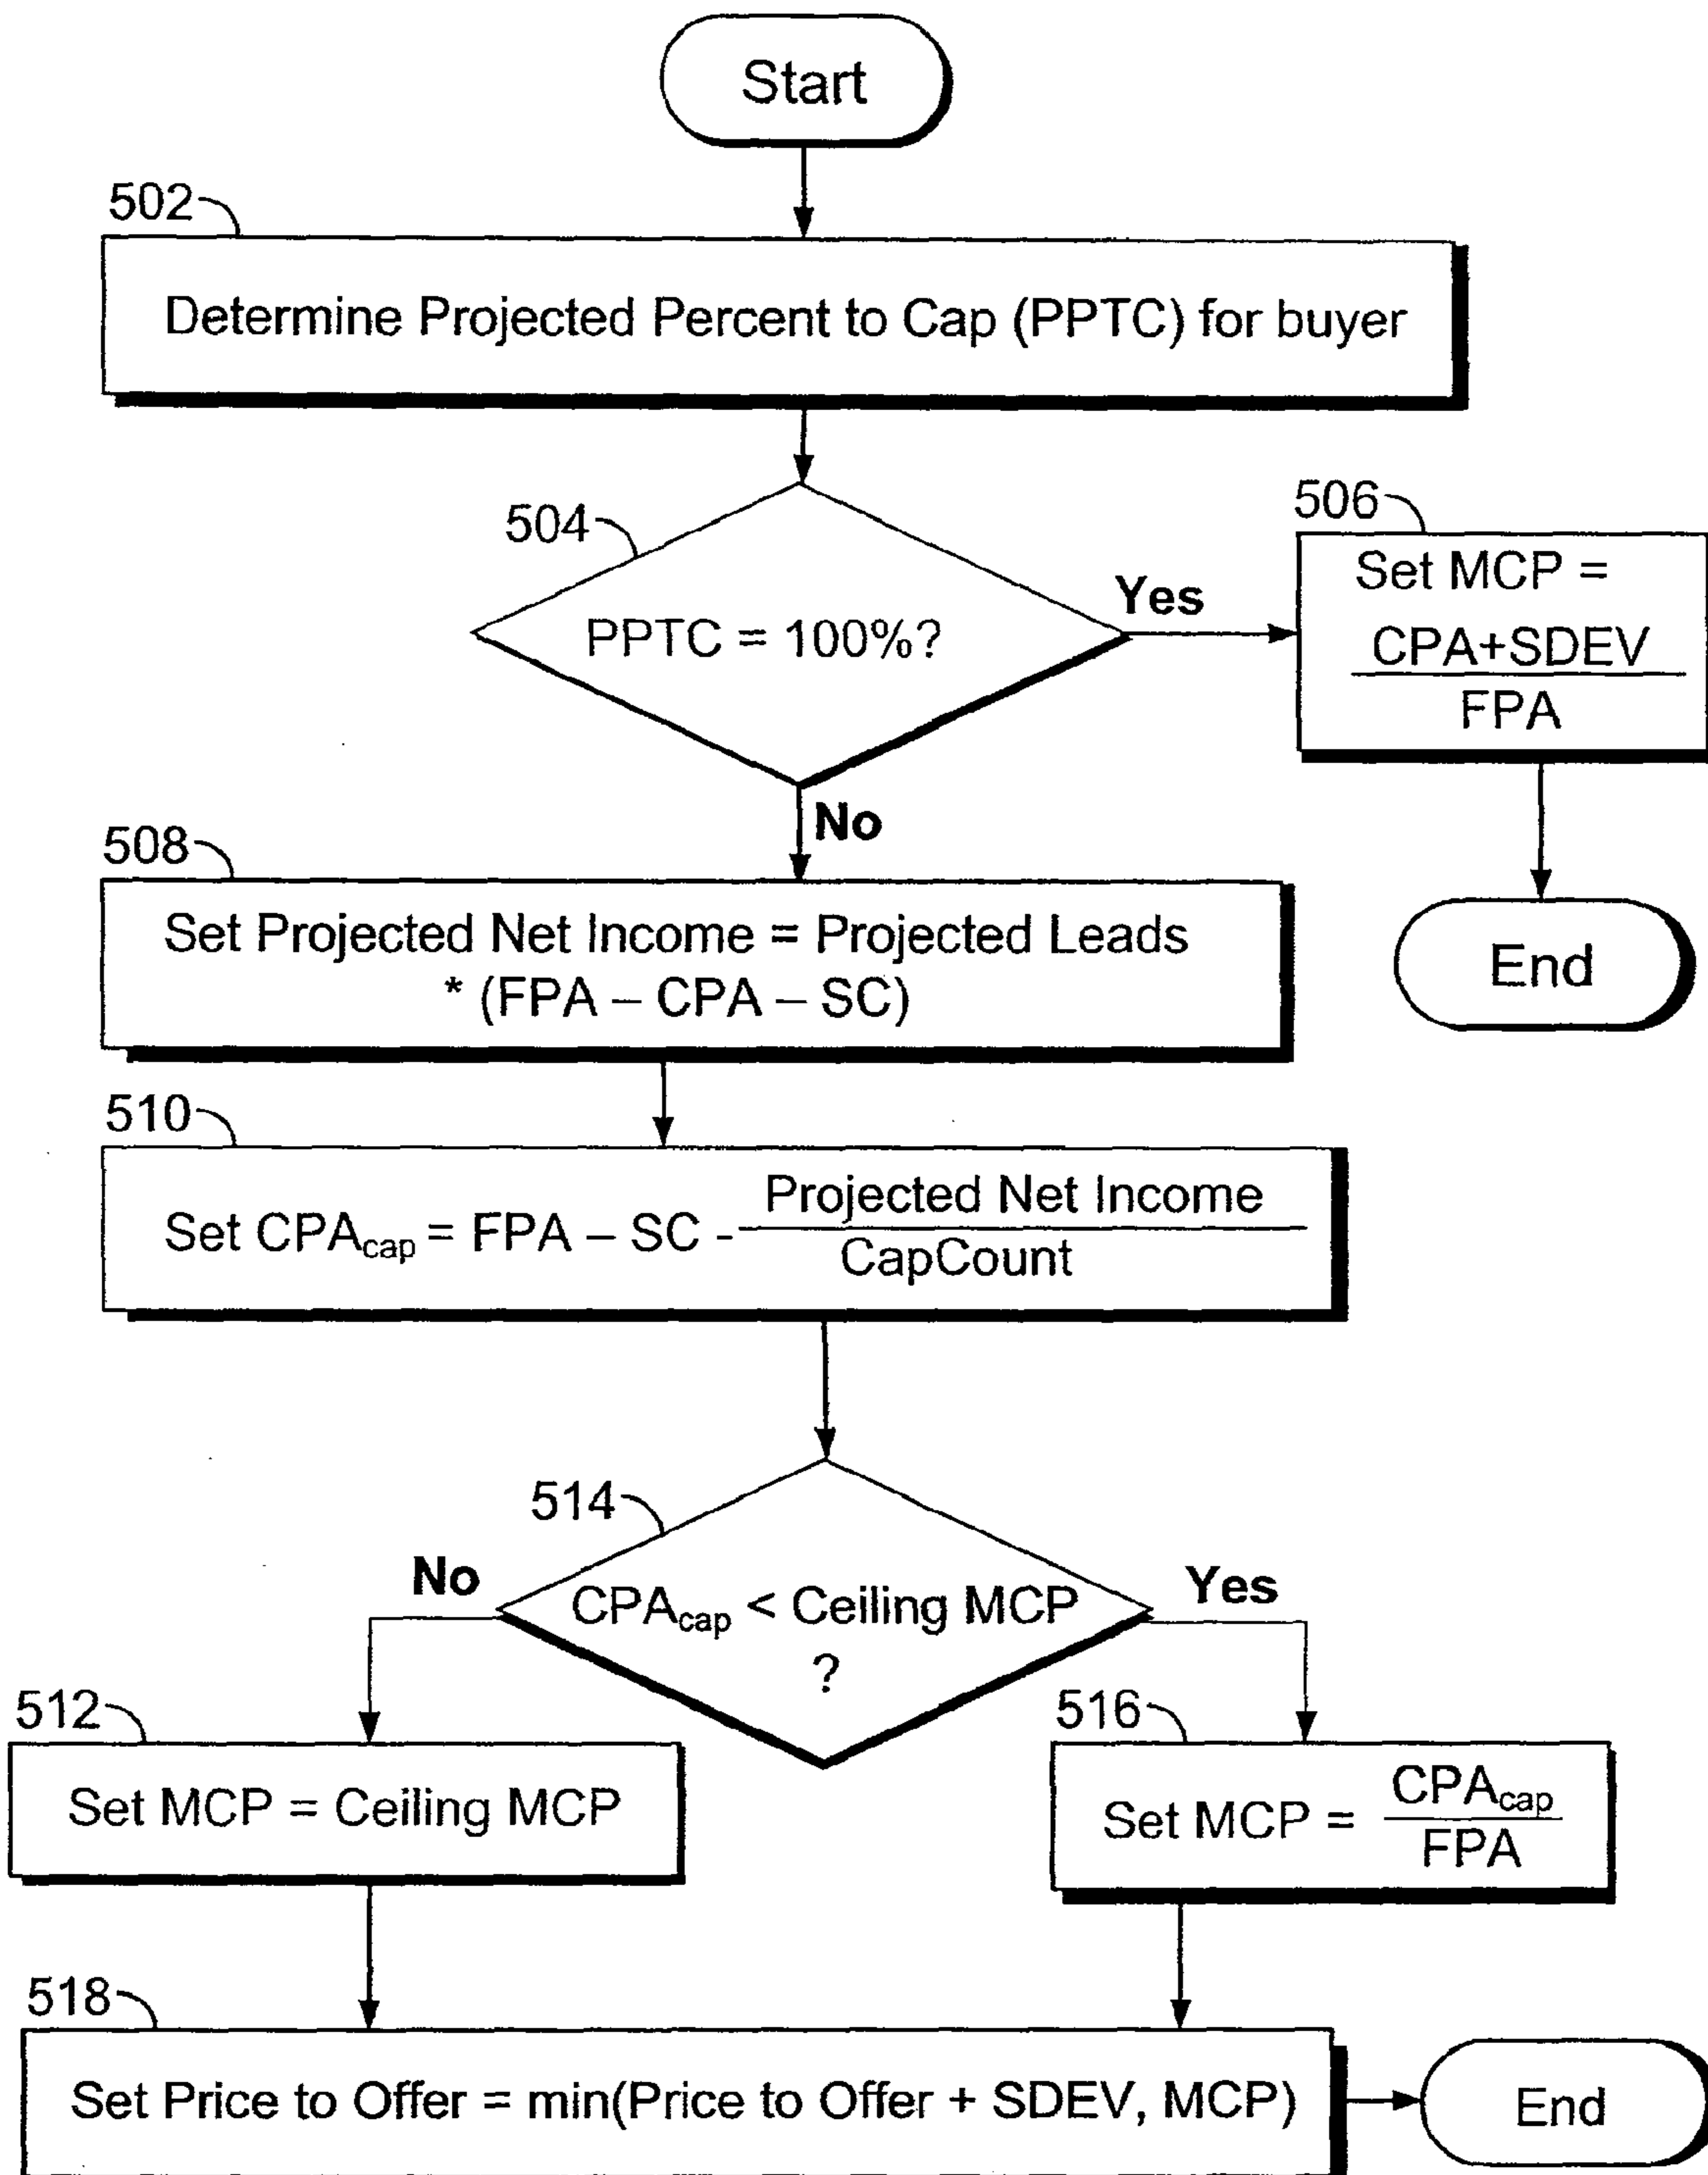 Start
502
Determine Projected Percent to Cap (PPTC) for buyer
504
PPTC = 100%?
Yes
506
Set MCP =
CPA+SDEV
FPA
No
End
508
Set Projected Net Income = Projected Leads
* (FPA – CPA – SC)
510
Set CPAcap = FPA – SC - Projected Net Income
CapCount
514
No
CPAcap < Ceiling MCP
?
Yes
512
Set MCP = Ceiling MCP
516
Set MCP = CPAcap
FPA
518
Set Price to Offer = min(Price to Offer + SDEV, MCP)
End